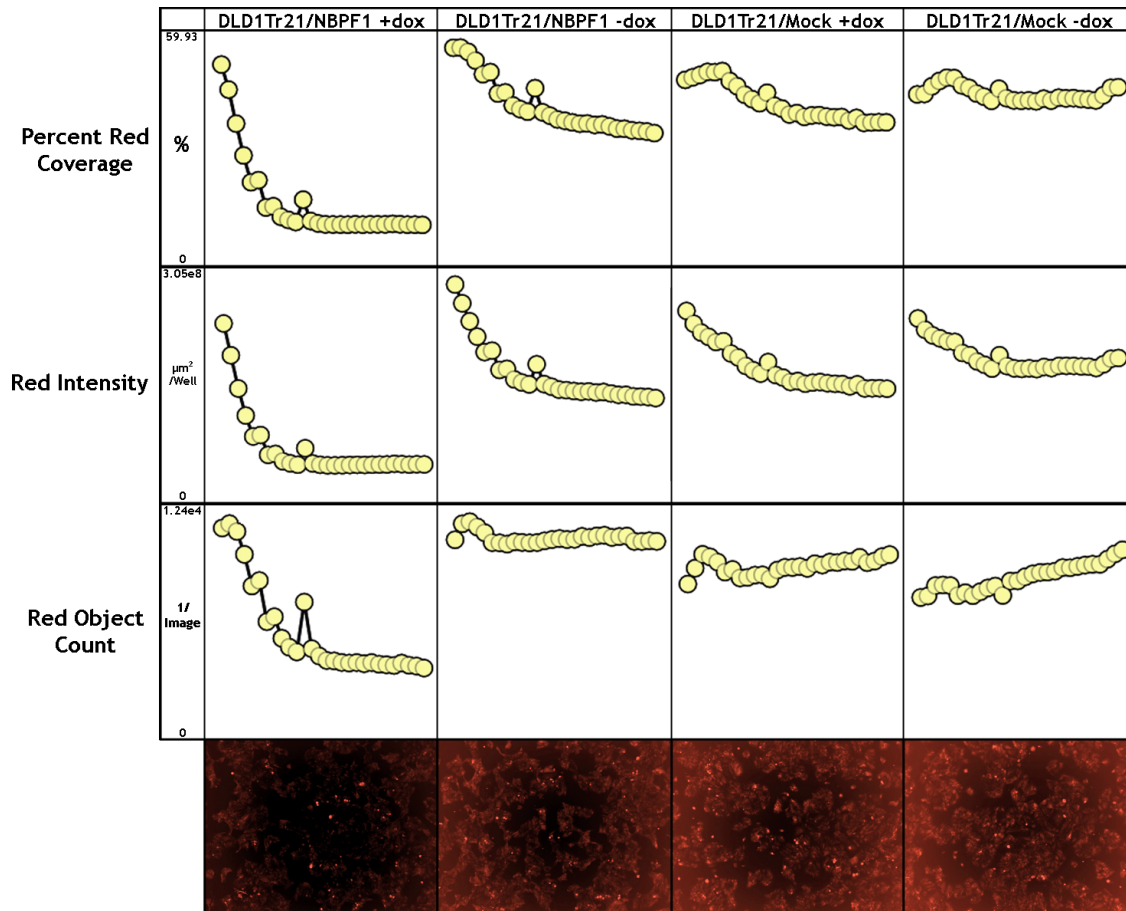 DLD1Tr21/NBPF1 +dox
DLD1Tr21/NBPF1 -dox
DLD1Tr21/Mock +dox
DLD1Tr21/Mock -dox
59.93
Percent Red
Coverage
%
0
3.05e8
Red Intensity
µm²
/Well
0
1.24e4
Red Object
Count
1/
Image
0